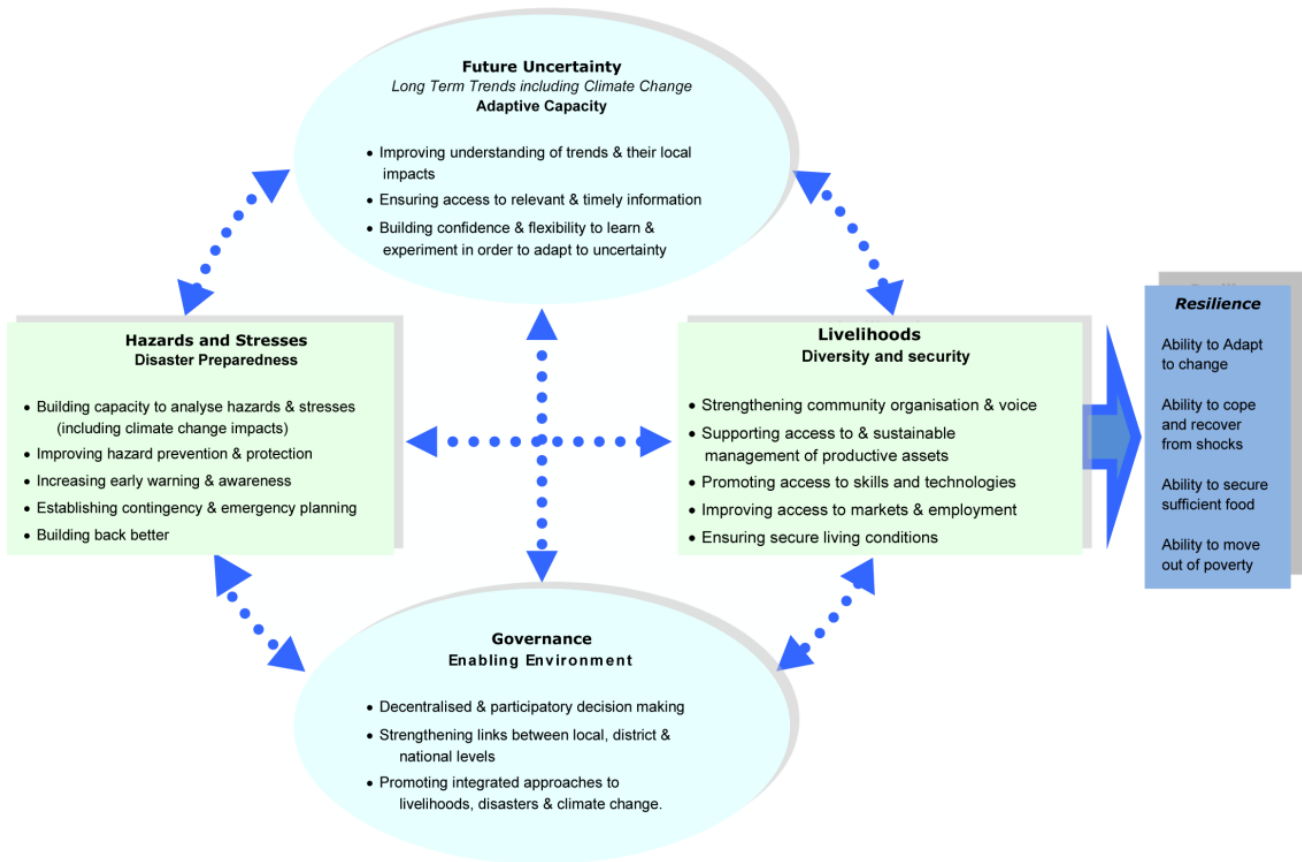 Future Uncertainty
Long Term Trends including Climate Change
Adaptive Capacity
• Improving understanding of trends & their local
impacts
• Ensuring access to relevant & timely information
• Building confidence & flexibility to learn &
experiment in order to adapt to uncertainty
Hazards and Stresses
Disaster Preparedness
• Building capacity to analyse hazards & stresses
(including climate change impacts)
• Improving hazard prevention & protection
• Increasing early warning & awareness
• Establishing contingency & emergency planning
• Building back better
Livelihoods
Diversity and security
• Strengthening community organisation & voice
• Supporting access to & sustainable
management of productive assets
• Promoting access to skills and technologies
• Improving access to markets & employment
• Ensuring secure living conditions
Resilience
Ability to Adapt
to change
Ability to cope
and recover
from shocks
Ability to secure
sufficient food
Ability to move
out of poverty
Governance
Enabling Environment
• Decentralised & participatory decision making
• Strengthening links between local, district &
national levels
• Promoting integrated approaches to
livelihoods, disasters & climate change.